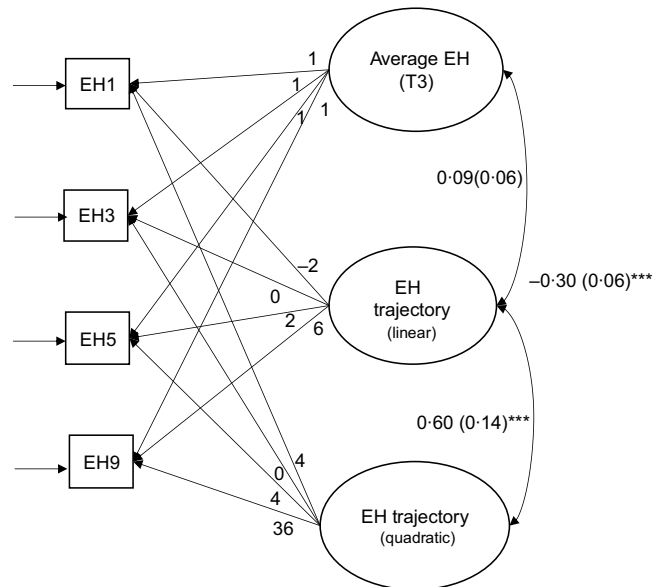 Average EH
(T3)
1
EH1
1
1
1
0·09(0·06)
EH3
–2
–0·30 (0·06)***
EH
trajectory
(linear)
0
2
6
EH5
0·60 (0·14)***
EH9
4
0
4
36
EH trajectory
(quadratic)